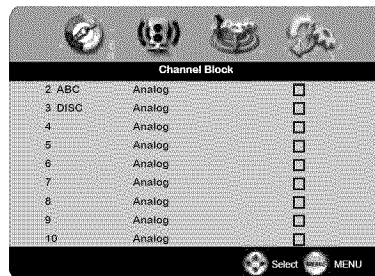 Channel Block
2 ABC Analog
3 DISC Analog
4 Analog
5 Analog
6 Analog
7 Analog
8 Analog
9 Analog
10 Analog
Select MENU